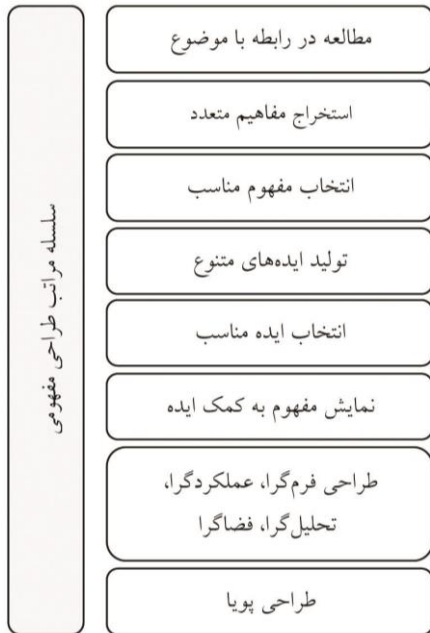 سلسله مراتب طراحی مفهومی
مطالعه در رابطه با موضوع
استخراج مفاهیم متعدد
انتخاب مفهوم مناسب
تولید ایده‌های متنوع
انتخاب ایده مناسب
نمایش مفهوم به کمک ایده
طراحی فرم‌گرا، عملکردگرا،
تحلیل‌گرا، فضاگرا
طراحی پویا